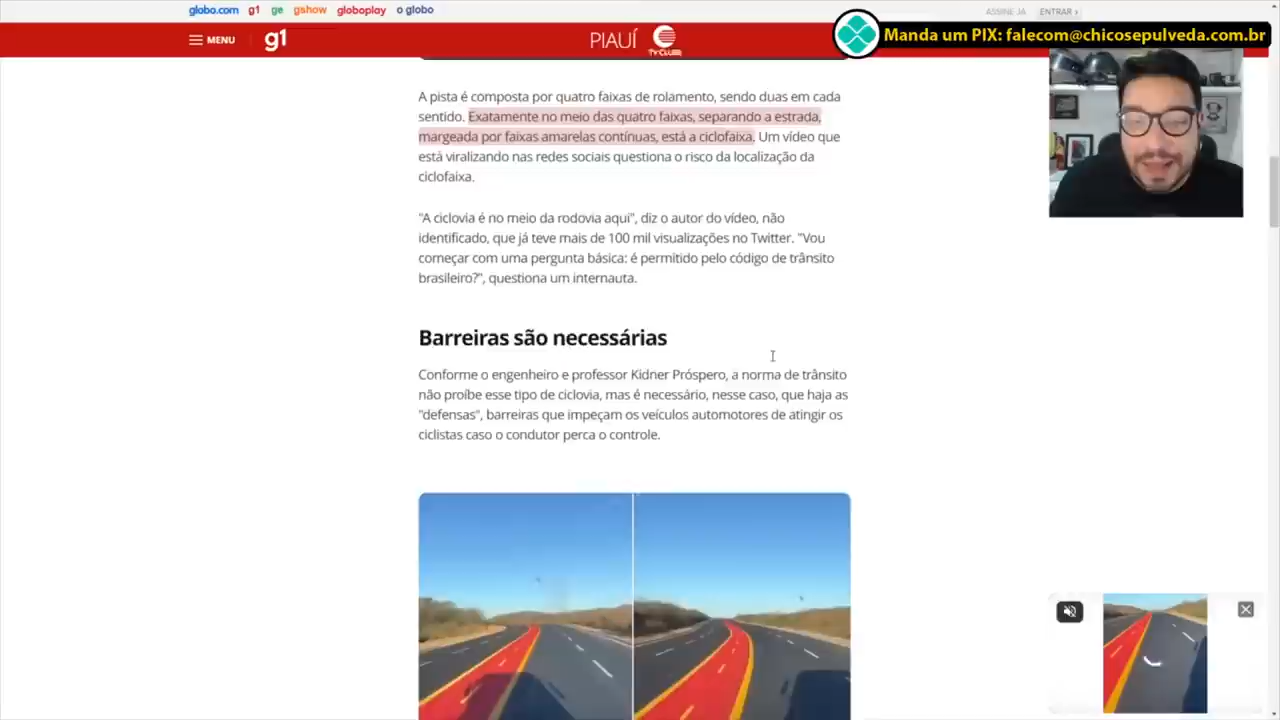 globo.com g1 ge gshow globoplay o globo
ASSINE JÁ ENTRAR ›
MENU g1 PIAUÍ TV CLUBE
Manda um PIX: falecom@chicosepulveda.com.br
A pista é composta por quatro faixas de rolamento, sendo duas em cada
sentido. Exatamente no meio das quatro faixas, separando a estrada,
margeada por faixas amarelas contínuas, está a ciclofaixa. Um vídeo que
está viralizando nas redes sociais questiona o risco da localização da
ciclofaixa.
"A ciclovia é no meio da rodovia aqui", diz o autor do vídeo, não
identificado, que já teve mais de 100 mil visualizações no Twitter. "Vou
começar com uma pergunta básica: é permitido pelo código de trânsito
brasileiro?", questiona um internauta.
Barreiras são necessárias
Conforme o engenheiro e professor Kidner Próspero, a norma de trânsito
não proíbe esse tipo de ciclovia, mas é necessário, nesse caso, que haja as
"defensas", barreiras que impeçam os veículos automotores de atingir os
ciclistas caso o condutor perca o controle.